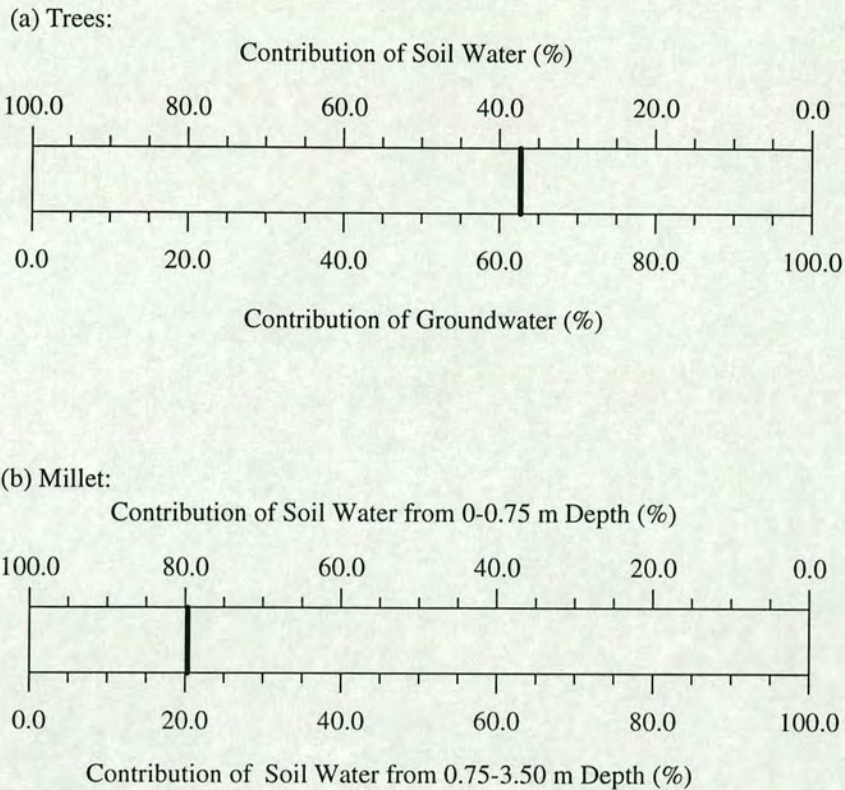 (a) Trees:
Contribution of Soil Water (%)
100.0 80.0 60.0 40.0 20.0 0.0
0.0 20.0 40.0 60.0 80.0 100.0
Contribution of Groundwater (%)
(b) Millet:
Contribution of Soil Water from 0-0.75 m Depth (%)
100.0 80.0 60.0 40.0 20.0 0.0
0.0 20.0 40.0 60.0 80.0 100.0
Contribution of Soil Water from 0.75-3.50 m Depth (%)